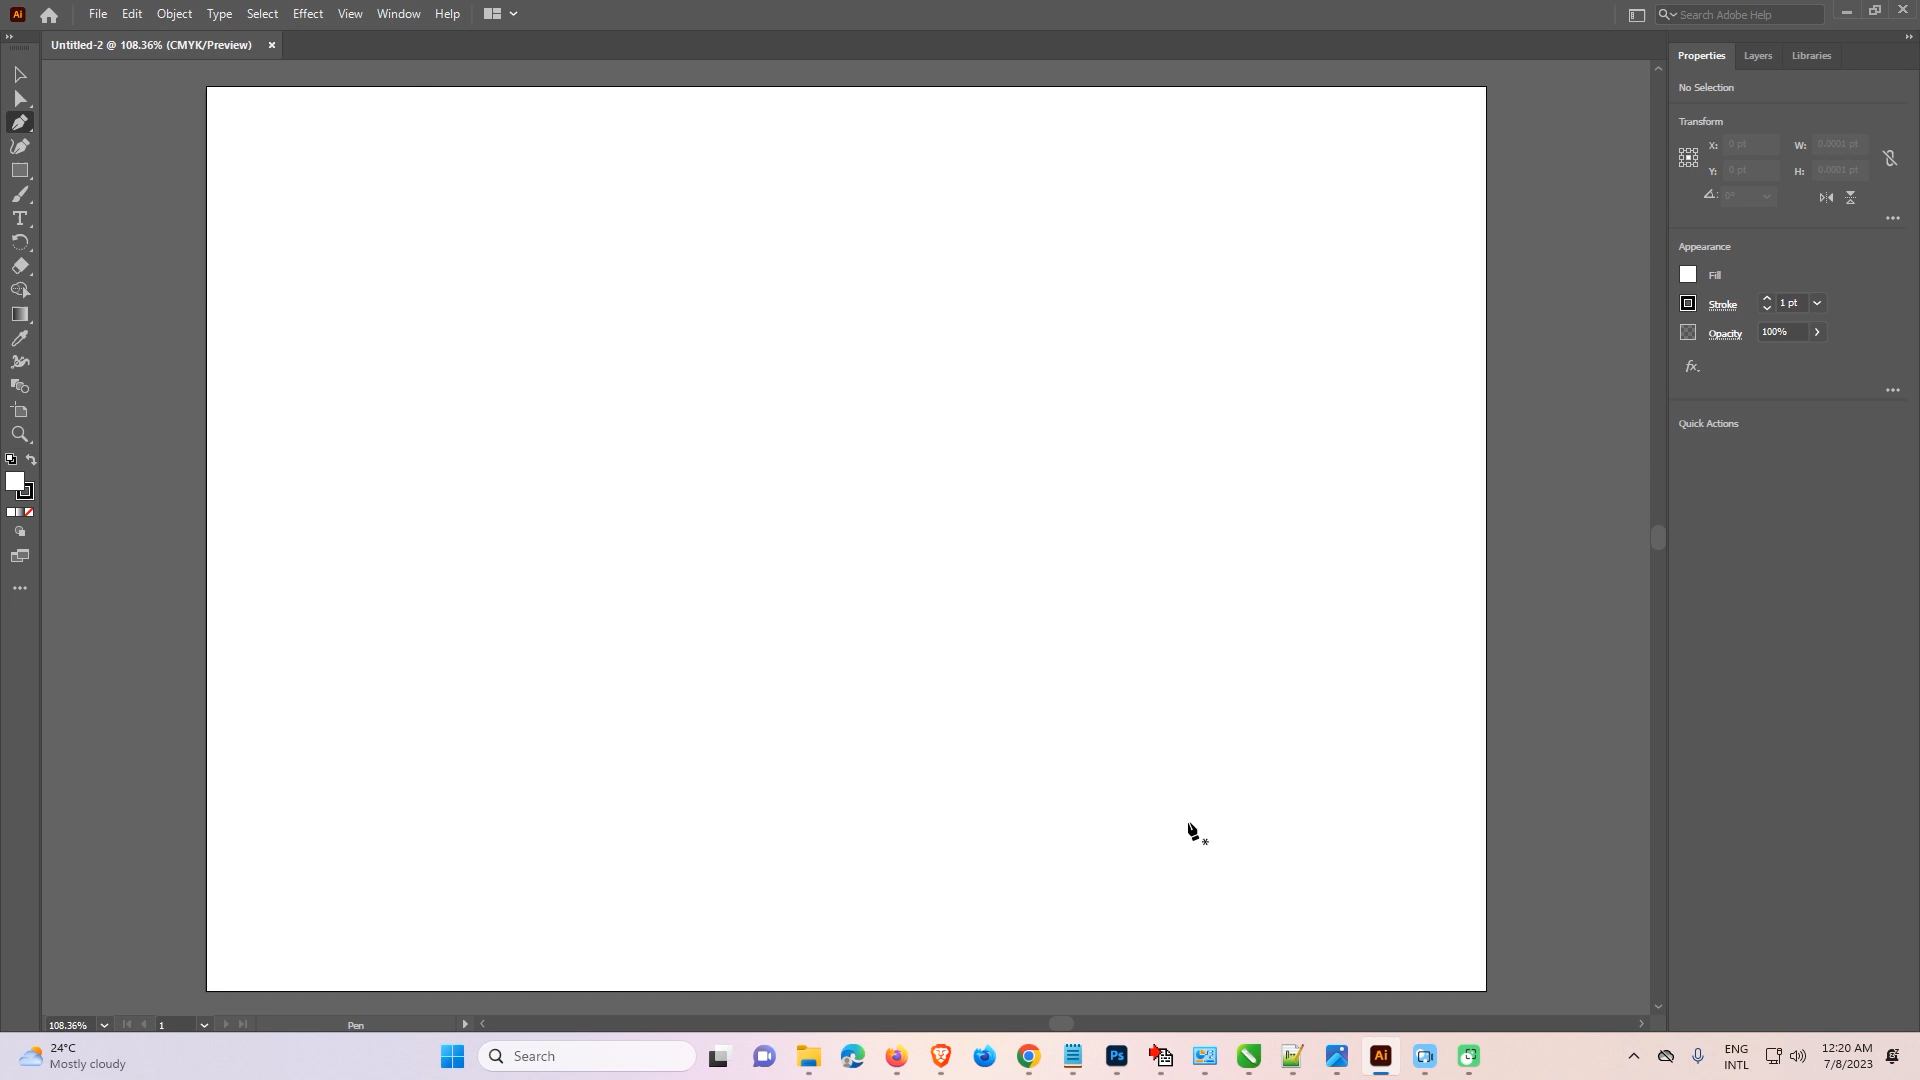 Ai File Edit Object Type Select Effect View Window Help Search Adobe Help
Untitled-2 @ 108.36% (CMYK/Preview) ×
Properties Layers Libraries
No Selection
Transform
X: 0 pt W: 0.0001 pt
Y: 0 pt H: 0.0001 pt
0°
Appearance
Fill
Stroke 1 pt
Opacity 100%
fx.
Quick Actions
108.36% 1 Pen
24°C
Mostly cloudy
Search
Ps
Ai
ENG
INTL
12:20 AM
7/8/2023